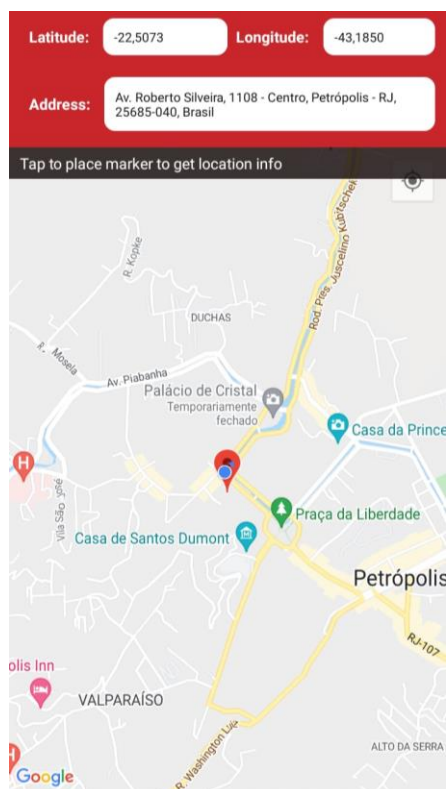 Latitude: -22,5073 Longitude: -43,1850
Address: Av. Roberto Silveira, 1108 - Centro, Petrópolis - RJ,
25685-040, Brasil
Tap to place marker to get location info
R. Kopke
Rod. Pres. Juscelino Kubitschek
DUCHAS
R. Mosela
Av. Piabanha
Palácio de Cristal
Temporariamente
fechado
Casa da Prince
H
Vila São José
Praça da Liberdade
Casa de Santos Dumont
Petrópolis
RJ-107
olis Inn
VALPARAÍSO
R. Washington Luí
ALTO DA SERRA
H
Google